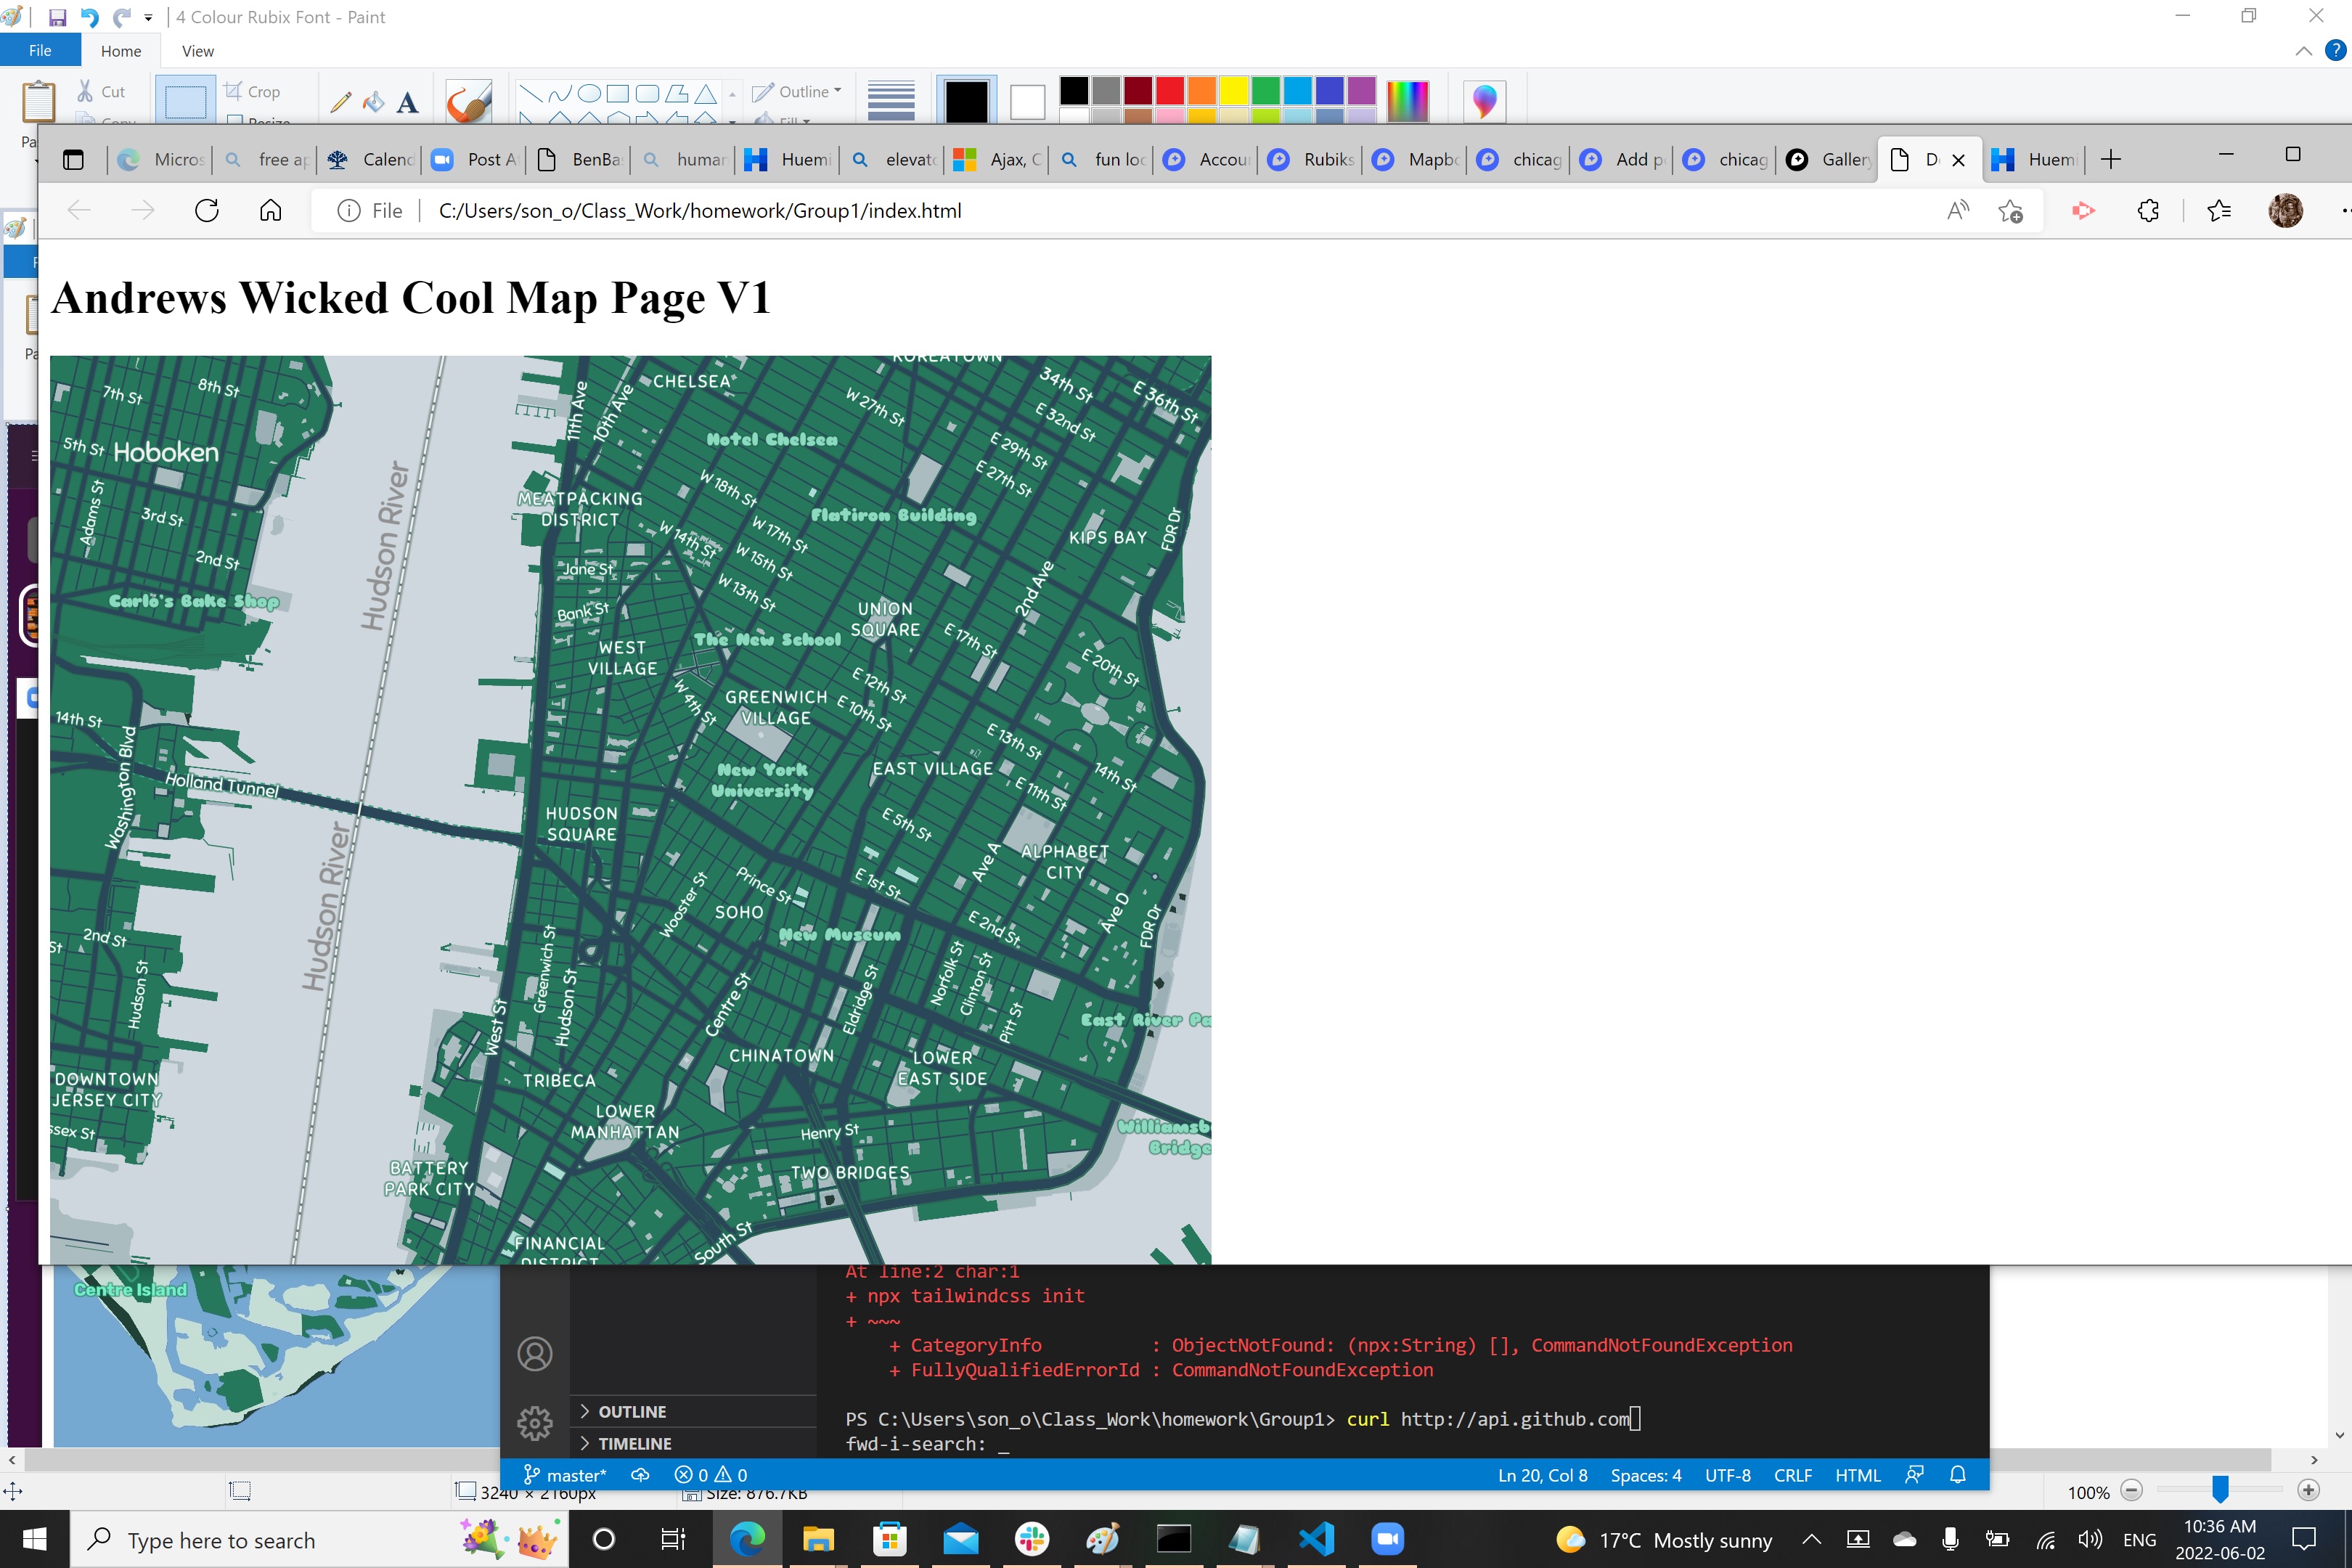 4 Colour Rubix Font - Paint
File
Home
View
Cut
Crop
Outline
Copy
Resize
Fill
Pa
Micros
free ap
Calend
Post A
BenBa
human
Huemi
elevato
Ajax, C
fun loc
Accoun
Rubiks
Mapbo
chicag
Add p
chicag
Gallery
D
Huemi
File
C:/Users/son_o/Class_Work/homework/Group1/index.html
F
Pa
Andrews Wicked Cool Map Page V1
KOREATOWN
CHELSEA
34th St
E 36th St
8th St
7th St
11th Ave
10th Ave
W 27th St
E 32nd St
Hotel Chelsea
E 29th St
5th St
Hoboken
E 27th St
W 18th St
MEATPACKING
DISTRICT
Adams St
3rd St
Hudson River
Flatiron Building
W 17th St
W 14th St
KIPS BAY
FDR Dr
2nd St
Jane St
W 15th St
W 13th St
2nd Ave
Carlo's Bake Shop
Bank St
UNION
SQUARE
The New School
E 17th St
WEST
VILLAGE
E 20th St
E 12th St
W 4th St
GREENWICH
VILLAGE
E 10th St
14th St
Washington Blvd
E 13th St
New York
University
EAST VILLAGE
14th St
Holland Tunnel
E 11th St
HUDSON
SQUARE
E 5th St
Hudson River
ALPHABET
CITY
Ave A
Prince St
E 1st St
Wooster St
SOHO
Ave D
FDR Dr
E 2nd St
New Museum
St
2nd St
Greenwich St
Norfolk St
Clinton St
Hudson St
Hudson St
Centre St
Eldridge St
Pitt St
East River Pa
West St
CHINATOWN
LOWER
EAST SIDE
DOWNTOWN
JERSEY CITY
TRIBECA
LOWER
MANHATTAN
Williamsb
Bridge
ssex St
Henry St
BATTERY
PARK CITY
TWO BRIDGES
South St
FINANCIAL
DISTRICT
Centre Island
At line:2 char:1
+ npx tailwindcss init
+ ~~~
+ CategoryInfo : ObjectNotFound: (npx:String) [], CommandNotFoundException
+ FullyQualifiedErrorId : CommandNotFoundException
PS C:\Users\son_o\Class_Work\homework\Group1> curl http://api.github.com
fwd-i-search: _
OUTLINE
TIMELINE
master*
0
0
Ln 20, Col 8
Spaces: 4
UTF-8
CRLF
HTML
3240 × 2160px
Size: 876.7KB
100%
Type here to search
17°C Mostly sunny
ENG
10:36 AM
2022-06-02